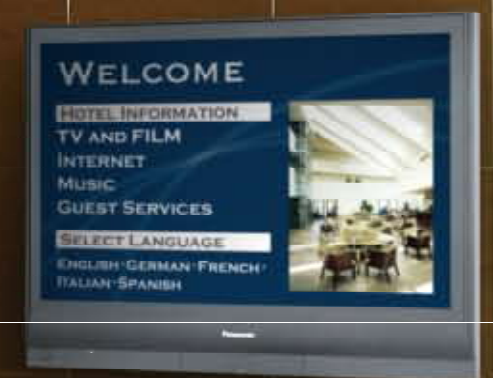 WELCOME
HOTEL INFORMATION
TV AND FILM
INTERNET
MUSIC
GUEST SERVICES
SELECT LANGUAGE
ENGLISH·GERMAN·FRENCH·
ITALIAN·SPANISH
Panasonic